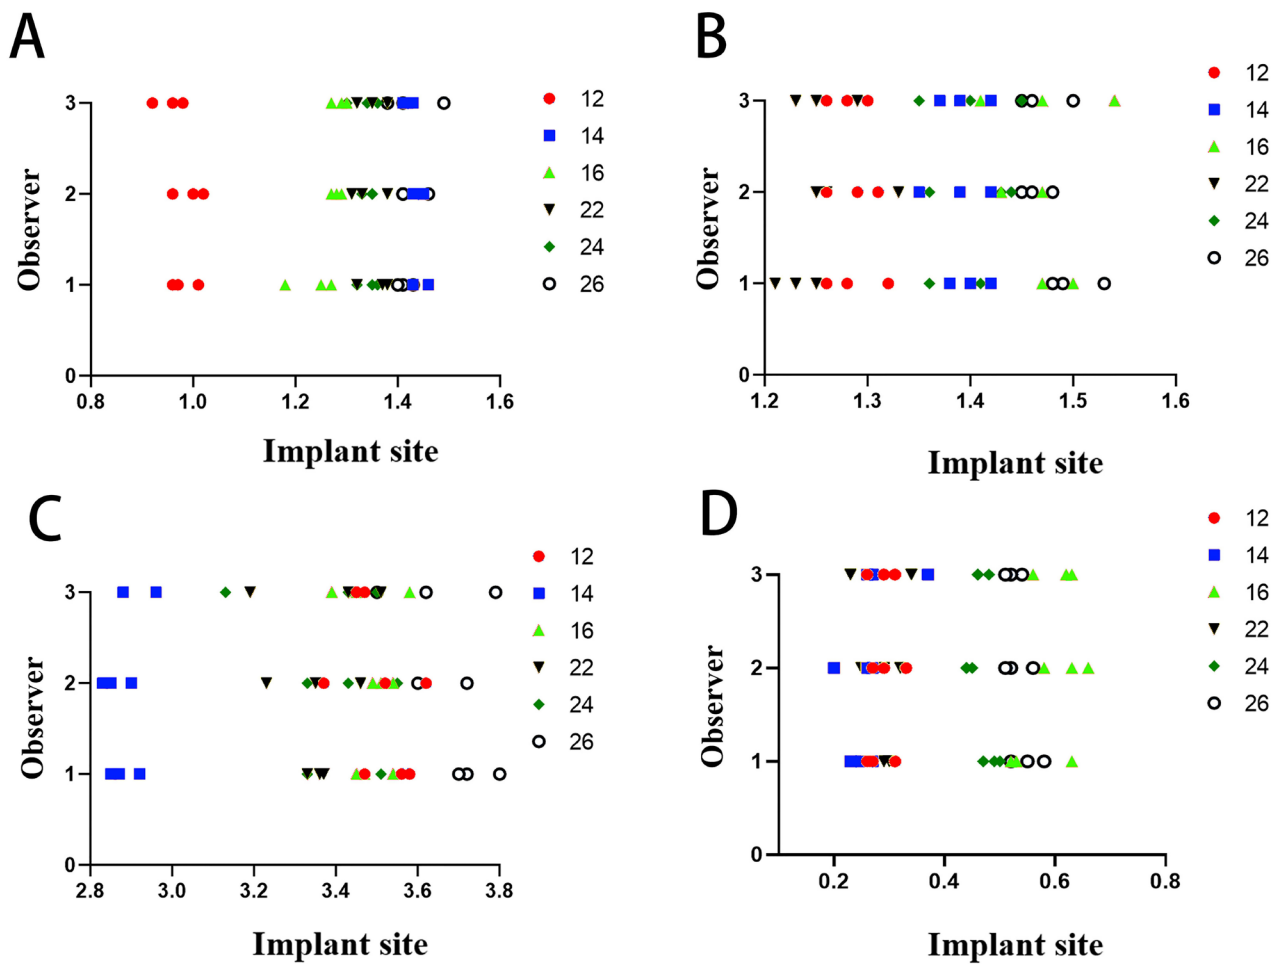 A
Observer
3
2
1
0
0.8 1.0 1.2 1.4 1.6
Implant site
12
14
16
22
24
26
B
Observer
3
2
1
0
1.2 1.3 1.4 1.5 1.6
Implant site
12
14
16
22
24
26
C
Observer
3
2
1
0
2.8 3.0 3.2 3.4 3.6 3.8
Implant site
12
14
16
22
24
26
D
Observer
3
2
1
0
0.2 0.4 0.6 0.8
Implant site
12
14
16
22
24
26